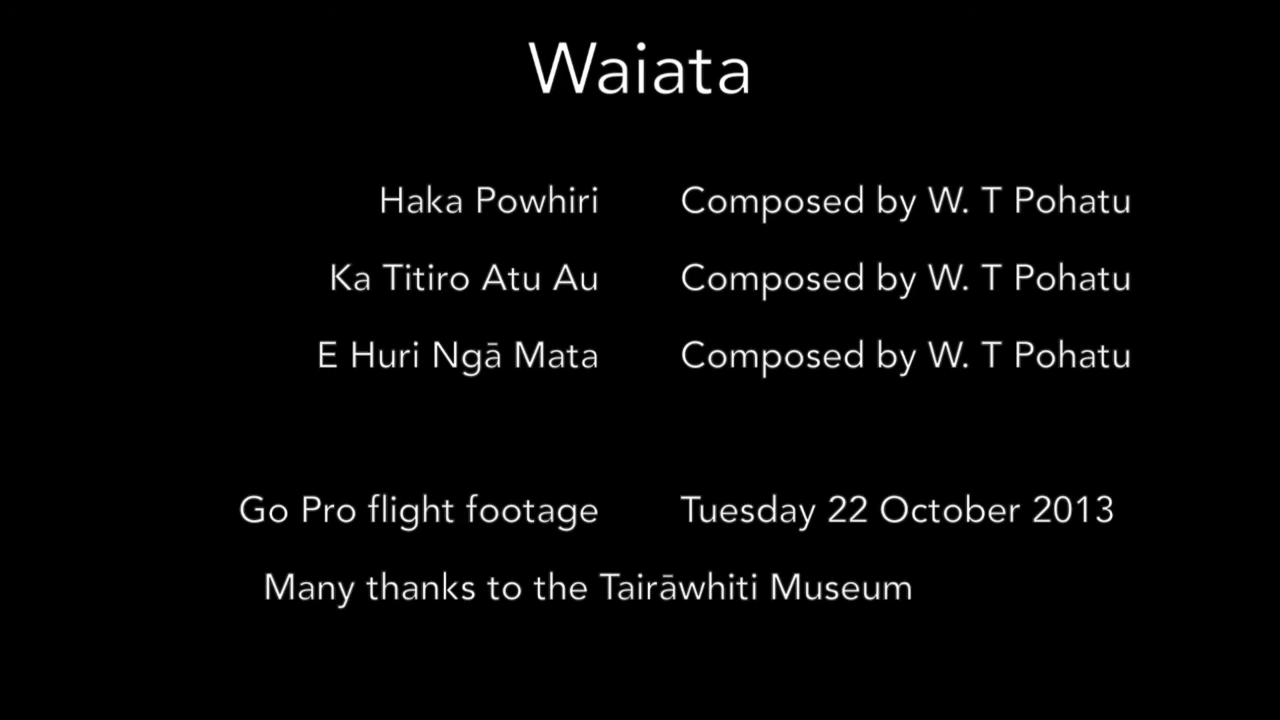 Waiata
Haka Powhiri Composed by W. T Pohatu
Ka Titiro Atu Au Composed by W. T Pohatu
E Huri Ngā Mata Composed by W. T Pohatu
Go Pro flight footage Tuesday 22 October 2013
Many thanks to the Tairāwhiti Museum